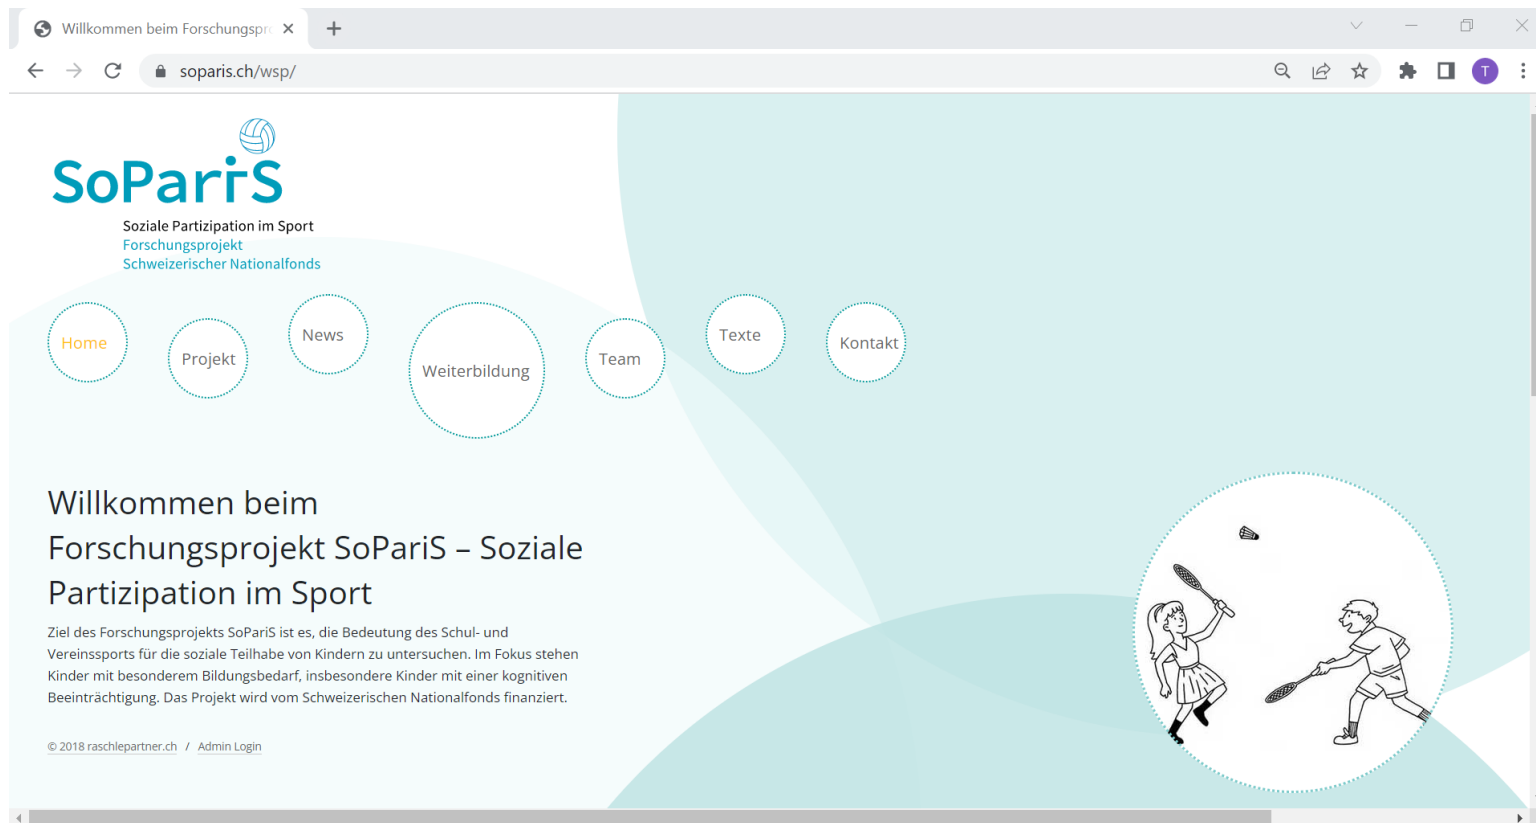 Willkommen beim Forschungspr
soparis.ch/wsp/
T
SoPariS
Soziale Partizipation im Sport
Forschungsprojekt
Schweizerischer Nationalfonds
Home
Projekt
News
Weiterbildung
Team
Texte
Kontakt
Willkommen beim
Forschungsprojekt SoPariS – Soziale
Partizipation im Sport
Ziel des Forschungsprojekts SoPariS ist es, die Bedeutung des Schul- und
Vereinssports für die soziale Teilhabe von Kindern zu untersuchen. Im Fokus stehen
Kinder mit besonderem Bildungsbedarf, insbesondere Kinder mit einer kognitiven
Beeinträchtigung. Das Projekt wird vom Schweizerischen Nationalfonds finanziert.
© 2018 raschlepartner.ch / Admin Login